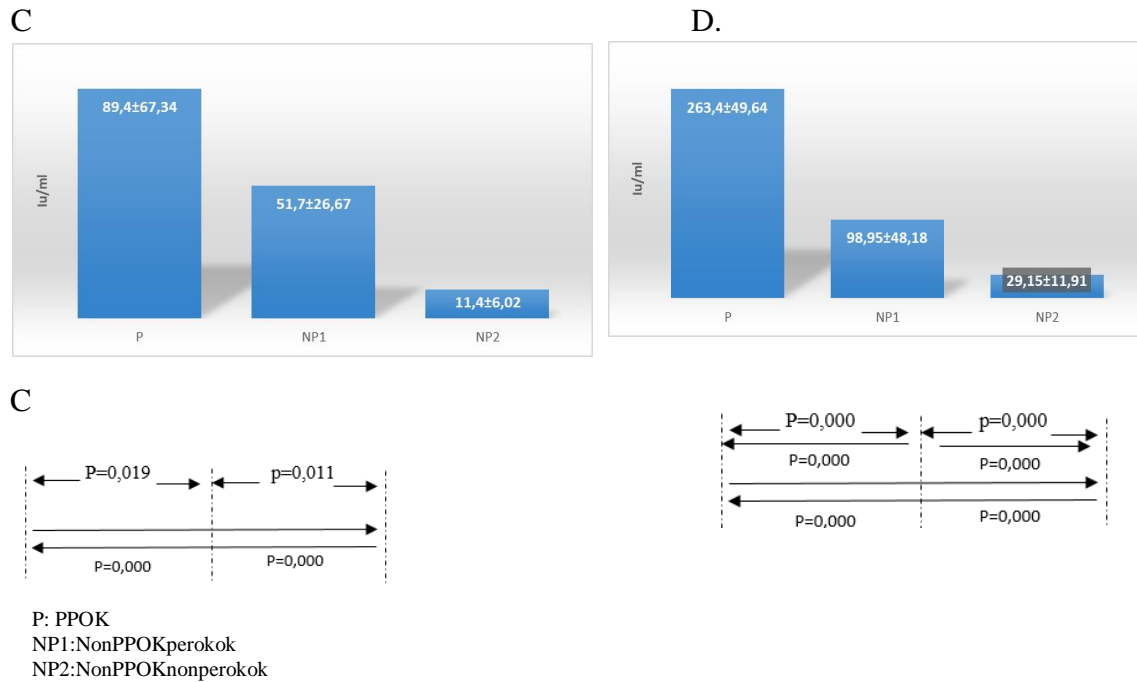 C
D.
89,4±67,34
51,7±26,67
11,4±6,02
Iu/ml
P
NP1
NP2
263,4±49,64
98,95±48,18
29,15±11,91
Iu/ml
P
NP1
NP2
C
P=0,019
p=0,011
P=0,000
P=0,000
P=0,000
p=0,000
P=0,000
P=0,000
P=0,000
P=0,000
P: PPOK
NP1:NonPPOKperokok
NP2:NonPPOKnonperokok